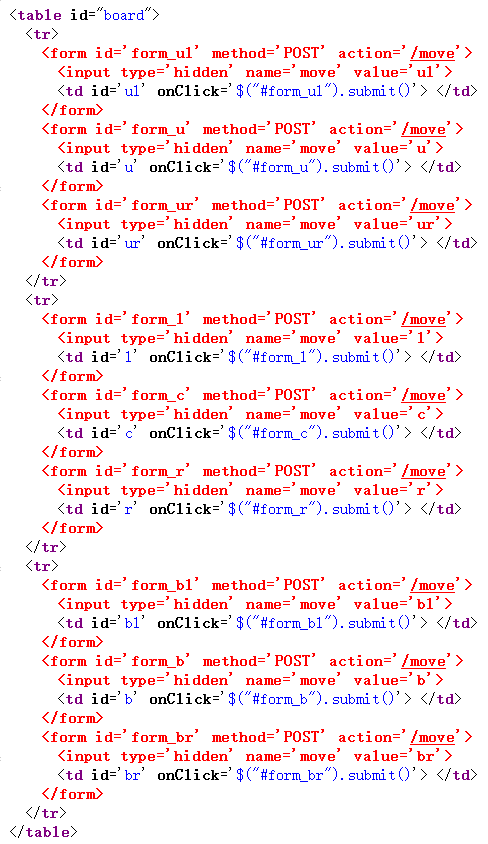 <table id="board">
<tr>
<form id='form_ul' method='POST' action='/move'>
<input type='hidden' name='move' value='ul'>
<td id='ul' onClick='$("#form_ul").submit()'> </td>
</form>
<form id='form_u' method='POST' action='/move'>
<input type='hidden' name='move' value='u'>
<td id='u' onClick='$("#form_u").submit()'> </td>
</form>
<form id='form_ur' method='POST' action='/move'>
<input type='hidden' name='move' value='ur'>
<td id='ur' onClick='$("#form_ur").submit()'> </td>
</form>
</tr>
<tr>
<form id='form_l' method='POST' action='/move'>
<input type='hidden' name='move' value='l'>
<td id='l' onClick='$("#form_l").submit()'> </td>
</form>
<form id='form_c' method='POST' action='/move'>
<input type='hidden' name='move' value='c'>
<td id='c' onClick='$("#form_c").submit()'> </td>
</form>
<form id='form_r' method='POST' action='/move'>
<input type='hidden' name='move' value='r'>
<td id='r' onClick='$("#form_r").submit()'> </td>
</form>
</tr>
<tr>
<form id='form_bl' method='POST' action='/move'>
<input type='hidden' name='move' value='bl'>
<td id='bl' onClick='$("#form_bl").submit()'> </td>
</form>
<form id='form_b' method='POST' action='/move'>
<input type='hidden' name='move' value='b'>
<td id='b' onClick='$("#form_b").submit()'> </td>
</form>
<form id='form_br' method='POST' action='/move'>
<input type='hidden' name='move' value='br'>
<td id='br' onClick='$("#form_br").submit()'> </td>
</form>
</tr>
</table>